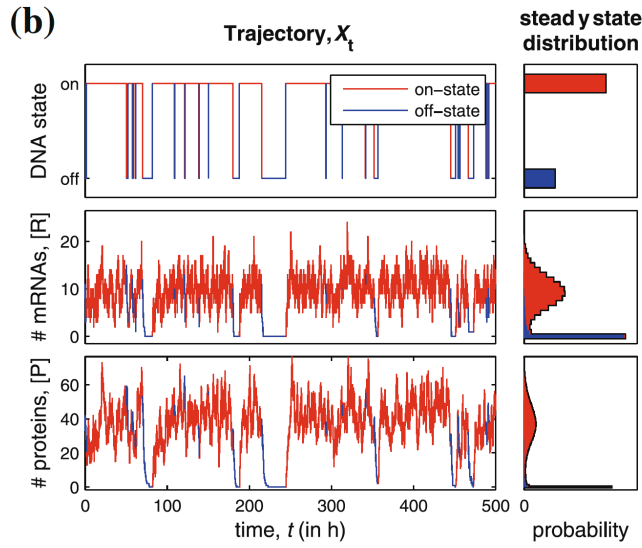 (b)
Trajectory, Xt
stead y state
distribution
DNA state
on
off
on-state
off-state
# mRNAs, [R]
20
10
0
# proteins, [P]
60
40
20
0
0 100 200 300 400 500
time, t (in h)
0
probability